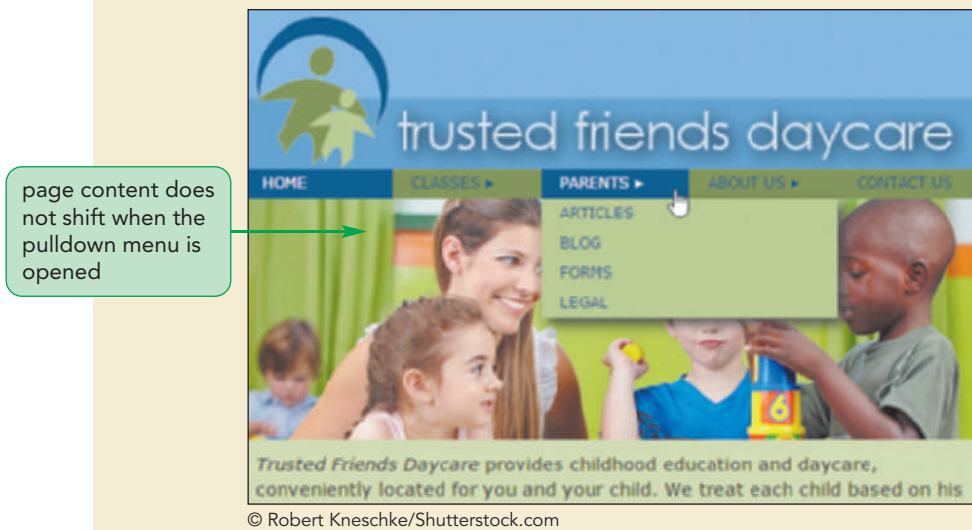 trusted friends daycare
HOME CLASSES ▸ PARENTS ▸ ABOUT US ▸ CONTACT US
page content does
not shift when the
pulldown menu is
opened
ARTICLES
BLOG
FORMS
LEGAL
6
Trusted Friends Daycare provides childhood education and daycare,
conveniently located for you and your child. We treat each child based on his
© Robert Kneschke/Shutterstock.com